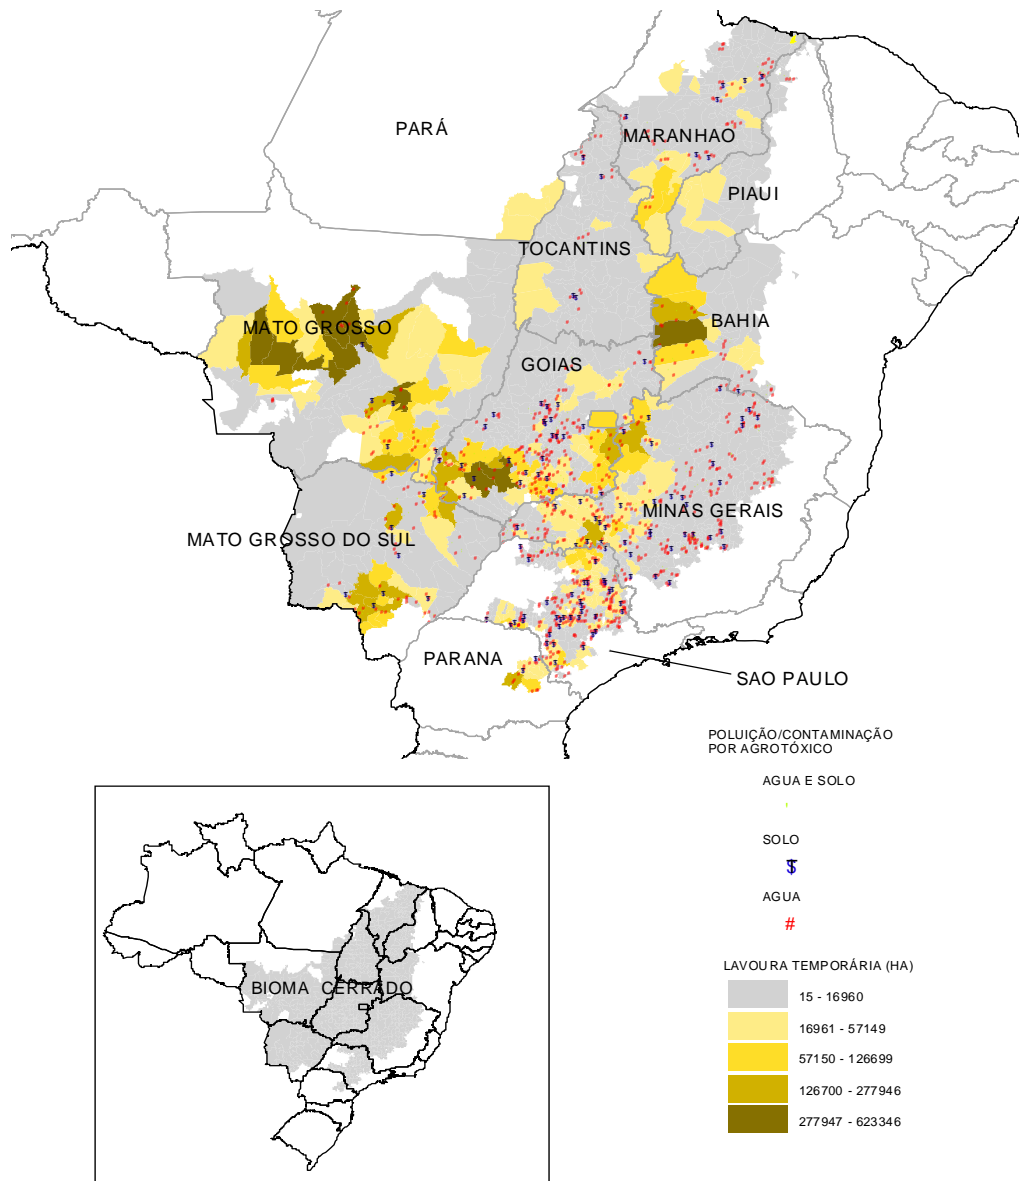 PARÁ
MARANHAO
PIAUI
TOCANTINS
MATO GROSSO
BAHIA
GOIAS
MINAS GERAIS
MATO GROSSO DO SUL
PARANA
SAO PAULO
POLUIÇÃO/CONTAMINAÇÃO
POR AGROTÓXICO
AGUA E SOLO
SOLO
$
AGUA
#
LAVOURA TEMPORÁRIA (HA)
15 - 16960
16961 - 57149
57150 - 126699
126700 - 277946
277947 - 623346
BIOMA CERRADO